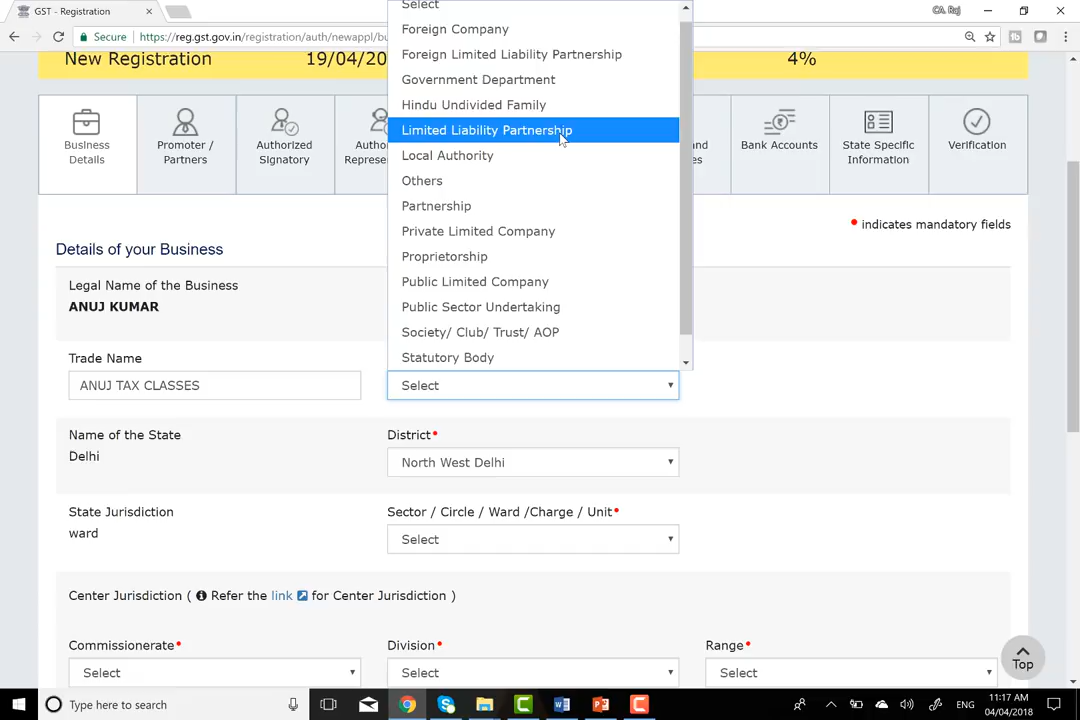 GST - Registration
CA. Raj
Secure https://reg.gst.gov.in/registration/auth/newappl/bu
New Registration 19/04/20 4%
Select
Foreign Company
Foreign Limited Liability Partnership
Government Department
Hindu Undivided Family
Limited Liability Partnership
Local Authority
Others
Partnership
Private Limited Company
Proprietorship
Public Limited Company
Public Sector Undertaking
Society/ Club/ Trust/ AOP
Statutory Body
Business Details
Promoter / Partners
Authorized Signatory
Bank Accounts
State Specific Information
Verification
• indicates mandatory fields
Details of your Business
Legal Name of the Business
ANUJ KUMAR
Trade Name
ANUJ TAX CLASSES
Select
Name of the State
Delhi
District•
North West Delhi
State Jurisdiction
ward
Sector / Circle / Ward /Charge / Unit•
Select
Center Jurisdiction ( Refer the link for Center Jurisdiction )
Commissionerate•
Select
Division•
Select
Range•
Select
Top
Type here to search
ENG
11:17 AM
04/04/2018